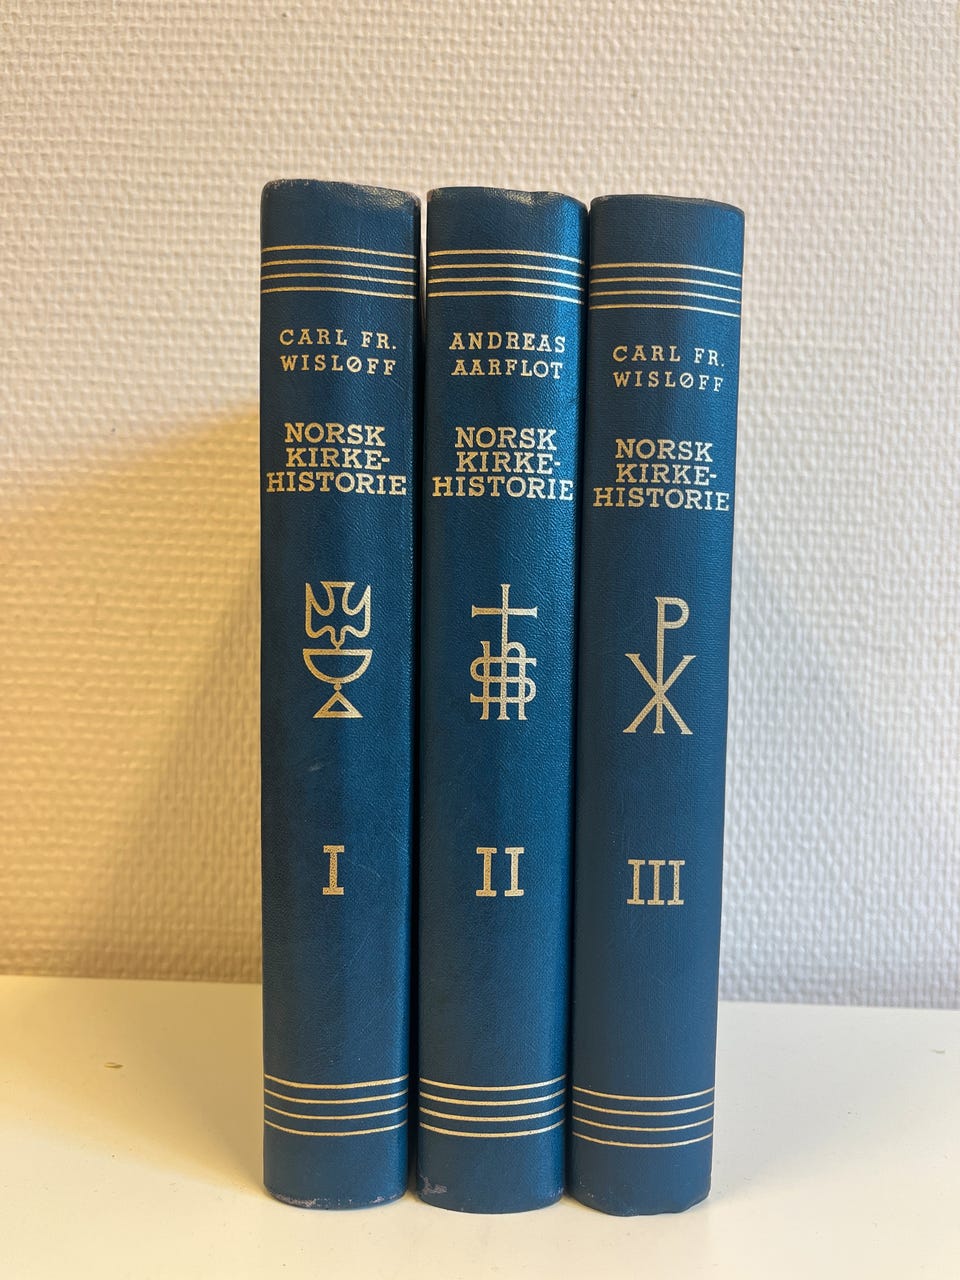 CARL FR.
WISLØFF
NORSK
KIRKE-
HISTORIE
I
ANDREAS
AARFLOT
NORSK
KIRKE-
HISTORIE
II
CARL FR.
WISLØFF
NORSK
KIRKE-
HISTORIE
III